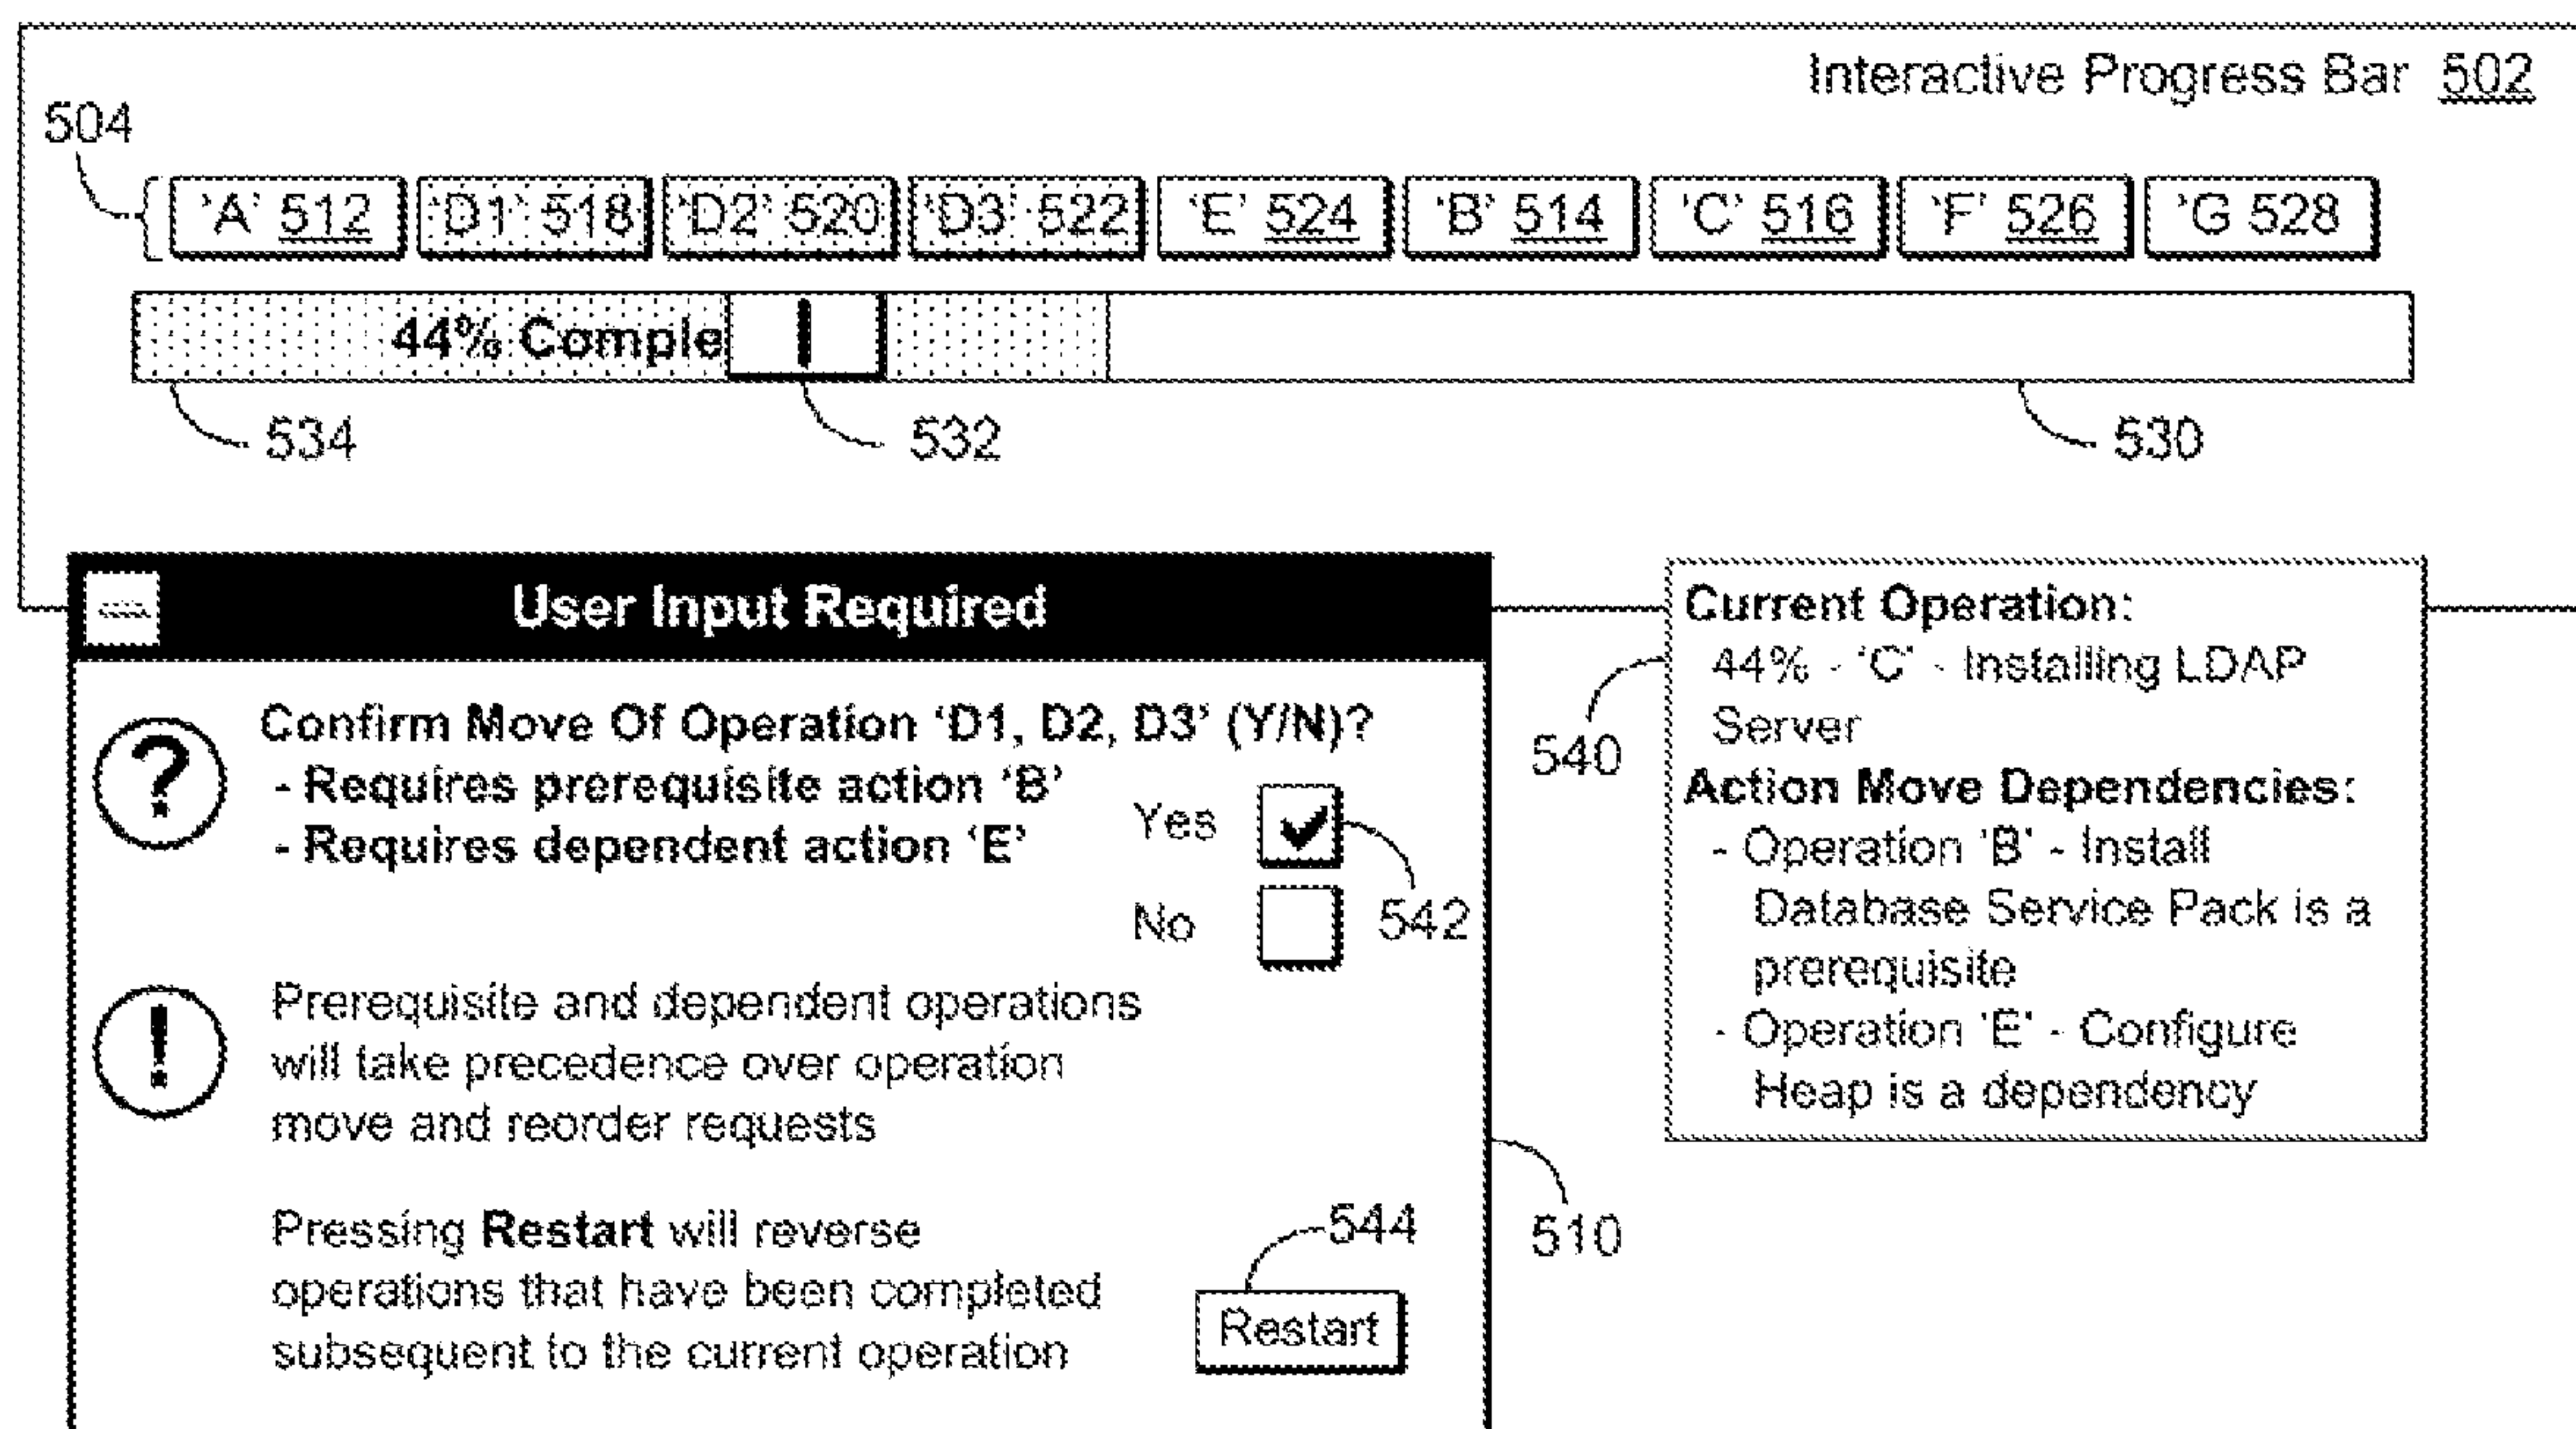 Interactive Progress Bar 502
504
'A' 512 'D1' 518 'D2' 520 'D3' 522 'E' 524 'B' 514 'C' 516 'F' 526 'G 528
44% Comple
534 532 530
User Input Required
Confirm Move Of Operation 'D1, D2, D3' (Y/N)?
- Requires prerequisite action 'B'
- Requires dependent action 'E'
Yes
No
542
Prerequisite and dependent operations
will take precedence over operation
move and reorder requests
Pressing Restart will reverse
operations that have been completed
subsequent to the current operation
544
Restart
510
540
Current Operation:
44% - 'C' - Installing LDAP
Server
Action Move Dependencies:
- Operation 'B' - Install
Database Service Pack is a
prerequisite
- Operation 'E' - Configure
Heap is a dependency